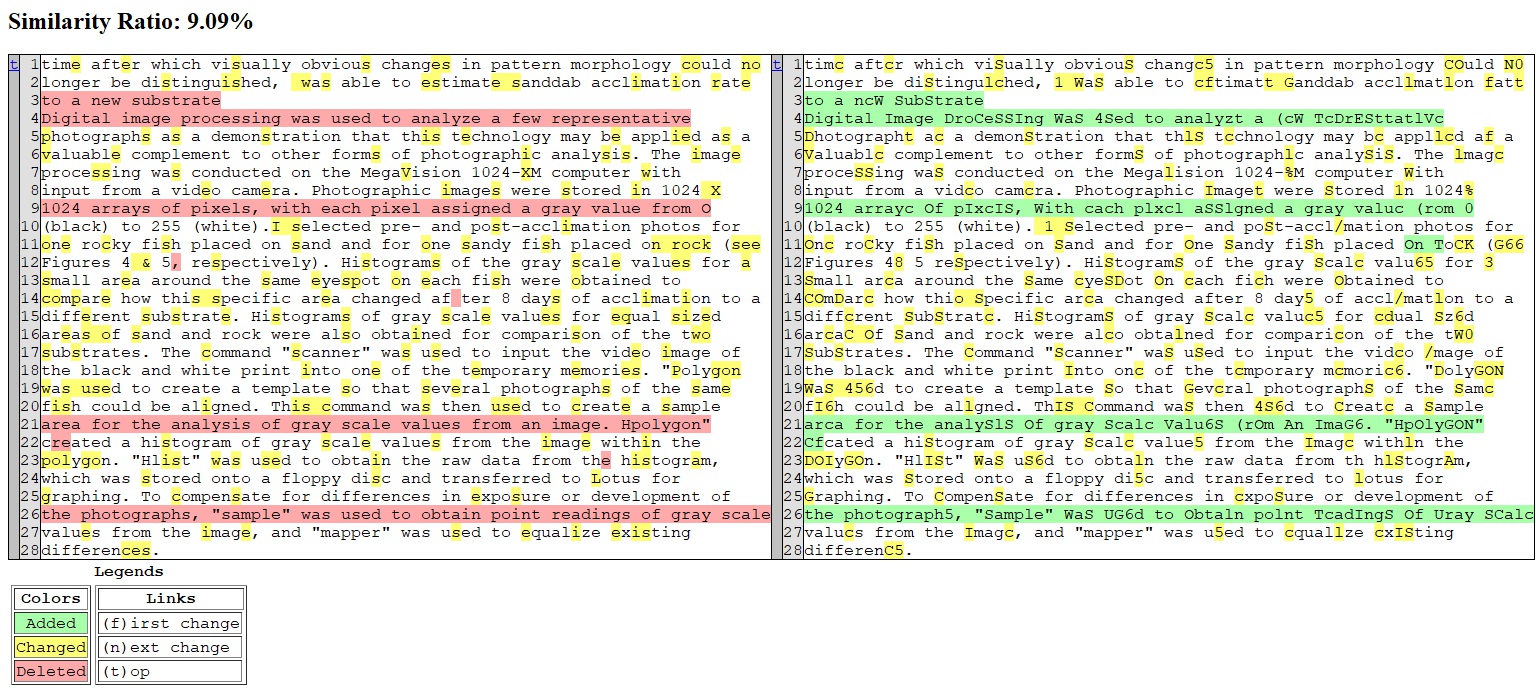 Similarity Ratio: 9.09%
t 1 time after which visually obvious changes in pattern morphology could no
2 longer be distinguished,  was able to estimate sanddab acclimation rate
3 to a new substrate
4 Digital image processing was used to analyze a few representative
5 photographs as a demonstration that this technology may be applied as a
6 valuable complement to other forms of photographic analysis. The image
7 processing was conducted on the MegaVision 1024-XM computer with
8 input from a video camera. Photographic images were stored in 1024 X
9 1024 arrays of pixels, with each pixel assigned a gray value from O
10 (black) to 255 (white).I selected pre- and post-acclimation photos for
11 one rocky fish placed on sand and for one sandy fish placed on rock (see
12 Figures 4 & 5, respectively). Histograms of the gray scale values for a
13 small area around the same eyespot on each fish were obtained to
14 compare how this specific area changed af ter 8 days of acclimation to a
15 different substrate. Histograms of gray scale values for equal sized
16 areas of sand and rock were also obtained for comparison of the two
17 substrates. The command "scanner" was used to input the video image of
18 the black and white print into one of the temporary memories. "Polygon
19 was used to create a template so that several photographs of the same
20 fish could be aligned. This command was then used to create a sample
21 area for the analysis of gray scale values from an image. Hpolygon"
22 created a histogram of gray scale values from the image within the
23 polygon. "Hlist" was used to obtain the raw data from the histogram,
24 which was stored onto a floppy disc and transferred to Lotus for
25 graphing. To compensate for differences in exposure or development of
26 the photographs, "sample" was used to obtain point readings of gray scale
27 values from the image, and "mapper" was used to equalize existing
28 differences.
t 1 timc aftcr which viSually obviouS changc5 in pattern morphology COuld N0
2 longer be diStingulched, 1 WaS able to cftimatt Ganddab accllmatlon fatt
3 to a ncW SubStrate
4 Digital Image DroCeSSIng WaS 4Sed to analyzt a (cW TcDrESttatlVc
5 Dhotographt ac a demonStration that thlS tcchnology may bc appllcd af a
6 Valuablc complement to other formS of photographlc analySiS. The lmagc
7 proceSSing waS conducted on the Megalision 1024-%M computer With
8 input from a vidco camcra. Photographic Imaget were Stored 1n 1024%
9 1024 arrayc Of pIxcIS, With cach plxcl aSSlgned a gray valuc (rom 0
10 (black) to 255 (white). 1 Selected pre- and poSt-accl/mation photos for
11 Onc roCky fiSh placed on Sand and for One Sandy fiSh placed On ToCK (G66
12 Figures 48 5 reSpectively). HiStogramS of the gray Scalc valu65 for 3
13 Small arca around the Same cyeSDot On cach fich were Obtained to
14 COmDarc how thio Specific arca changed after 8 day5 of accl/matlon to a
15 diffcrent SubStratc. HiStogramS of gray Scalc valuc5 for cdual Sz6d
16 arcaC Of Sand and rock were alco obtalned for comparicon of the tW0
17 SubStrates. The Command "Scanner" waS uSed to input the vidco /mage of
18 the black and white print Into onc of the tcmporary mcmoric6. "DolyGON
19 WaS 456d to create a template So that Gevcral photographS of the Samc
20 fI6h could be allgned. ThIS Command waS then 4S6d to Creatc a Sample
21 arca for the analySlS Of gray Scalc Valu6S (rOm An ImaG6. "HpOlyGON"
22 Cfcated a hiStogram of gray Scalc value5 from the Imagc withln the
23 DOIyGOn. "HlISt" WaS uS6d to obtaln the raw data from th hlStogrAm,
24 which was Stored onto a floppy di5c and transferred to lotus for
25 Graphing. To CompenSate for differences in cxpoSure or development of
26 the photograph5, "Sample" WaS UG6d to Obtaln polnt TcadIngS Of Uray SCalc
27 valucs from the Imagc, and "mapper" was u5ed to cquallze cxISting
28 differenC5.
Legends
Colors Links
Added (f)irst change
Changed (n)ext change
Deleted (t)op